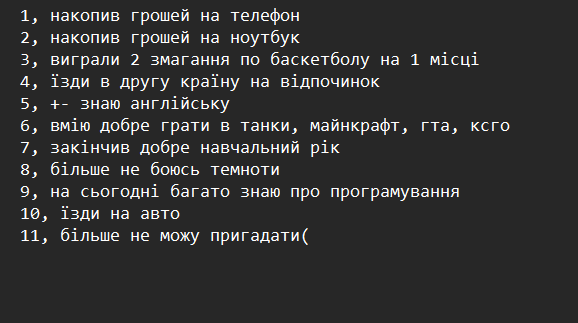 1, накопив грошей на телефон
2, накопив грошей на ноутбук
3, виграли 2 змагання по баскетболу на 1 місці
4, їзди в другу країну на відпочинок
5, +- знаю англійську
6, вмію добре грати в танки, майнкрафт, гта, ксго
7, закінчив добре навчальний рік
8, більше не боюсь темноти
9, на сьогодні багато знаю про програмування
10, їзди на авто
11, більше не можу пригадати(